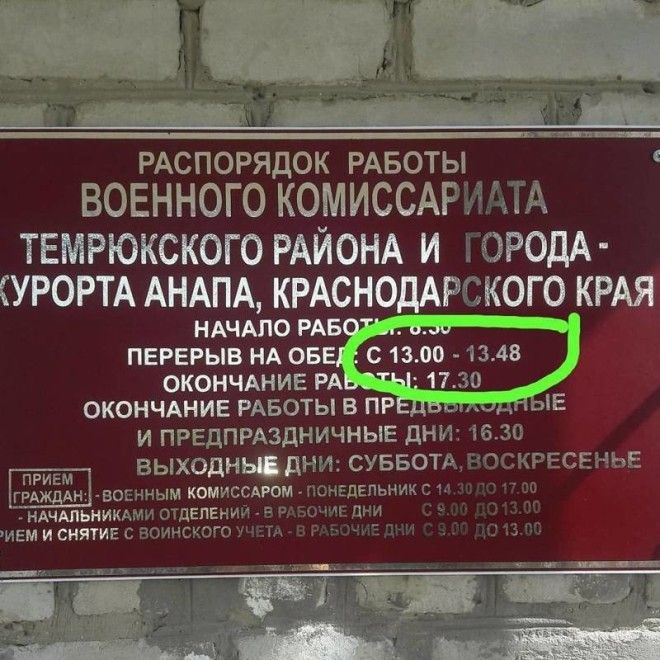 РАСПОРЯДОК РАБОТЫ
ВОЕННОГО КОМИССАРИАТА
ТЕМРЮКСКОГО РАЙОНА И ГОРОДА -
КУРОРТА АНАПА, КРАСНОДАРСКОГО КРАЯ
НАЧАЛО РАБОТЫ: 8.30
ПЕРЕРЫВ НА ОБЕД: С 13.00 - 13.48
ОКОНЧАНИЕ РАБОТЫ: 17.30
ОКОНЧАНИЕ РАБОТЫ В ПРЕДВЫХОДНЫЕ
И ПРЕДПРАЗДНИЧНЫЕ ДНИ: 16.30
ВЫХОДНЫЕ ДНИ: СУББОТА, ВОСКРЕСЕНЬЕ
ПРИЕМ
ГРАЖДАН: - ВОЕННЫМ КОМИССАРОМ - ПОНЕДЕЛЬНИК С 14.30 ДО 17.00
- НАЧАЛЬНИКАМИ ОТДЕЛЕНИЙ - В РАБОЧИЕ ДНИ С 9.00 ДО 13.00
РИЕМ И СНЯТИЕ С ВОИНСКОГО УЧЕТА - В РАБОЧИЕ ДНИ С 9.00 ДО 13.00